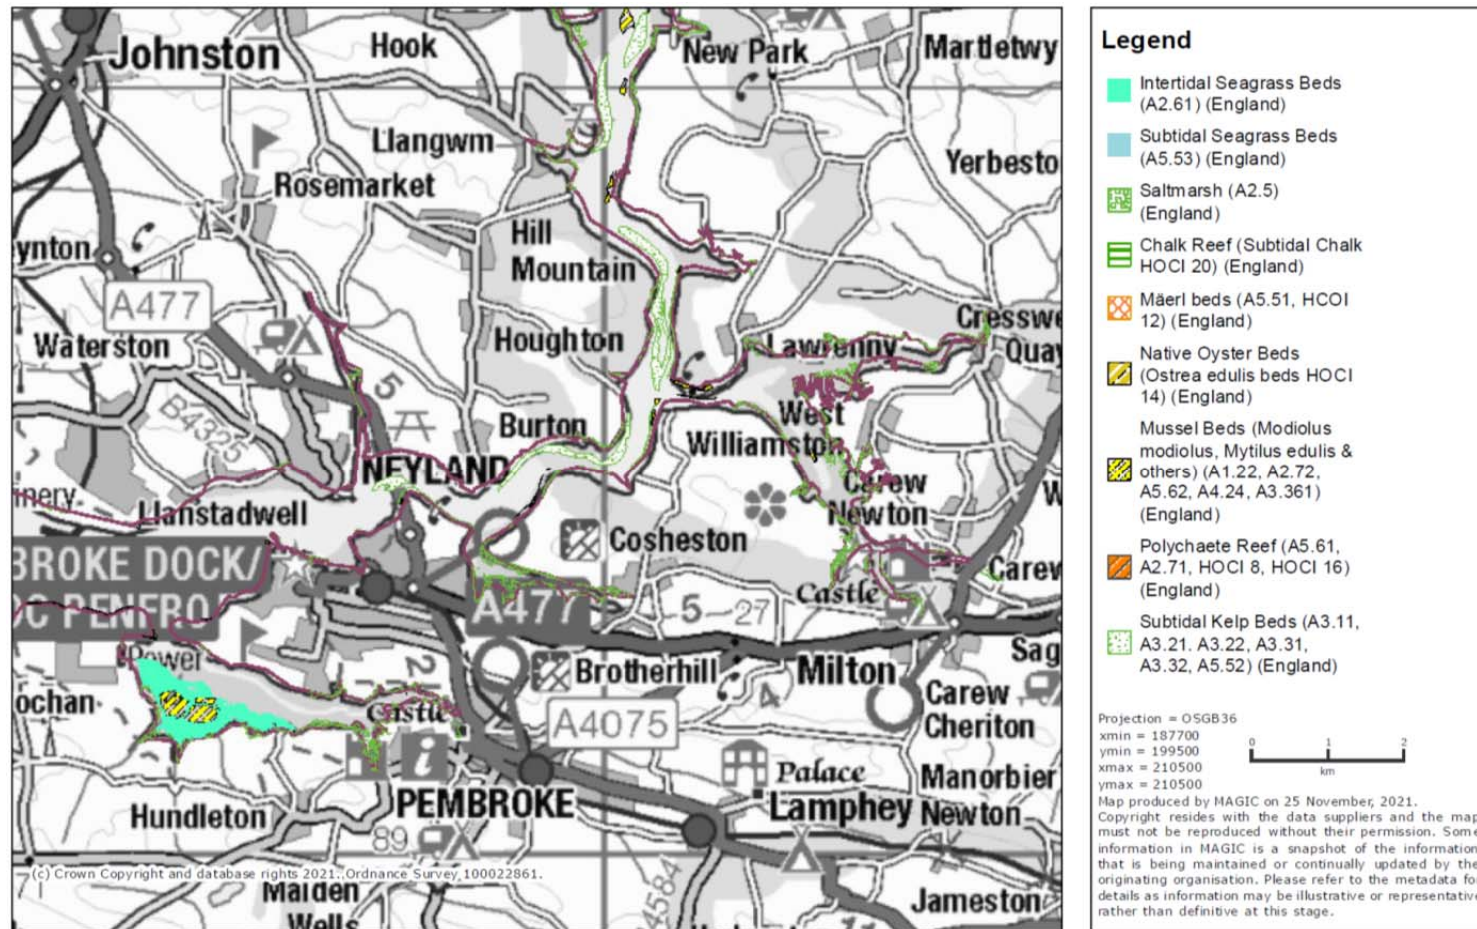 Johnston
Hook
New Park
Martletwy
Llangwm
Yerbesto
Rosemarket
ynton
Hill
Mountain
A477
Houghton
Cresswe
Quay
Waterston
Lawrenny
5
B4325
Burton
West
Williamston
NEYLAND
nery
Carew
Newton
W
Llanstadwell
Cosheston
BROKE DOCK/
OC PENFRO
Carew
Castle
A477
5
27
Power
2
Brotherhill
Milton
Sag
ochan
4
Carew
Cheriton
Castle
A4075
Palace
Manorbier
Newton
Hundleton
PEMBROKE
Lamphey
89
(c) Crown Copyright and database rights 2021. Ordnance Survey 100022861.
Maiden
Wells
4584
Jameston
Legend
Intertidal Seagrass Beds
(A2.61) (England)
Subtidal Seagrass Beds
(A5.53) (England)
Saltmarsh (A2.5)
(England)
Chalk Reef (Subtidal Chalk
HOCI 20) (England)
Mäerl beds (A5.51, HCOI
12) (England)
Native Oyster Beds
(Ostrea edulis beds HOCI
14) (England)
Mussel Beds (Modiolus
modiolus, Mytilus edulis &
others) (A1.22, A2.72,
A5.62, A4.24, A3.361)
(England)
Polychaete Reef (A5.61,
A2.71, HOCI 8, HOCI 16)
(England)
Subtidal Kelp Beds (A3.11,
A3.21. A3.22, A3.31,
A3.32, A5.52) (England)
Projection = OSGB36
xmin = 187700
ymin = 199500
xmax = 210500
ymax = 210500
0 1 2
km
Map produced by MAGIC on 25 November, 2021.
Copyright resides with the data suppliers and the map
must not be reproduced without their permission. Some
information in MAGIC is a snapshot of the information
that is being maintained or continually updated by the
originating organisation. Please refer to the metadata for
details as information may be illustrative or representative
rather than definitive at this stage.